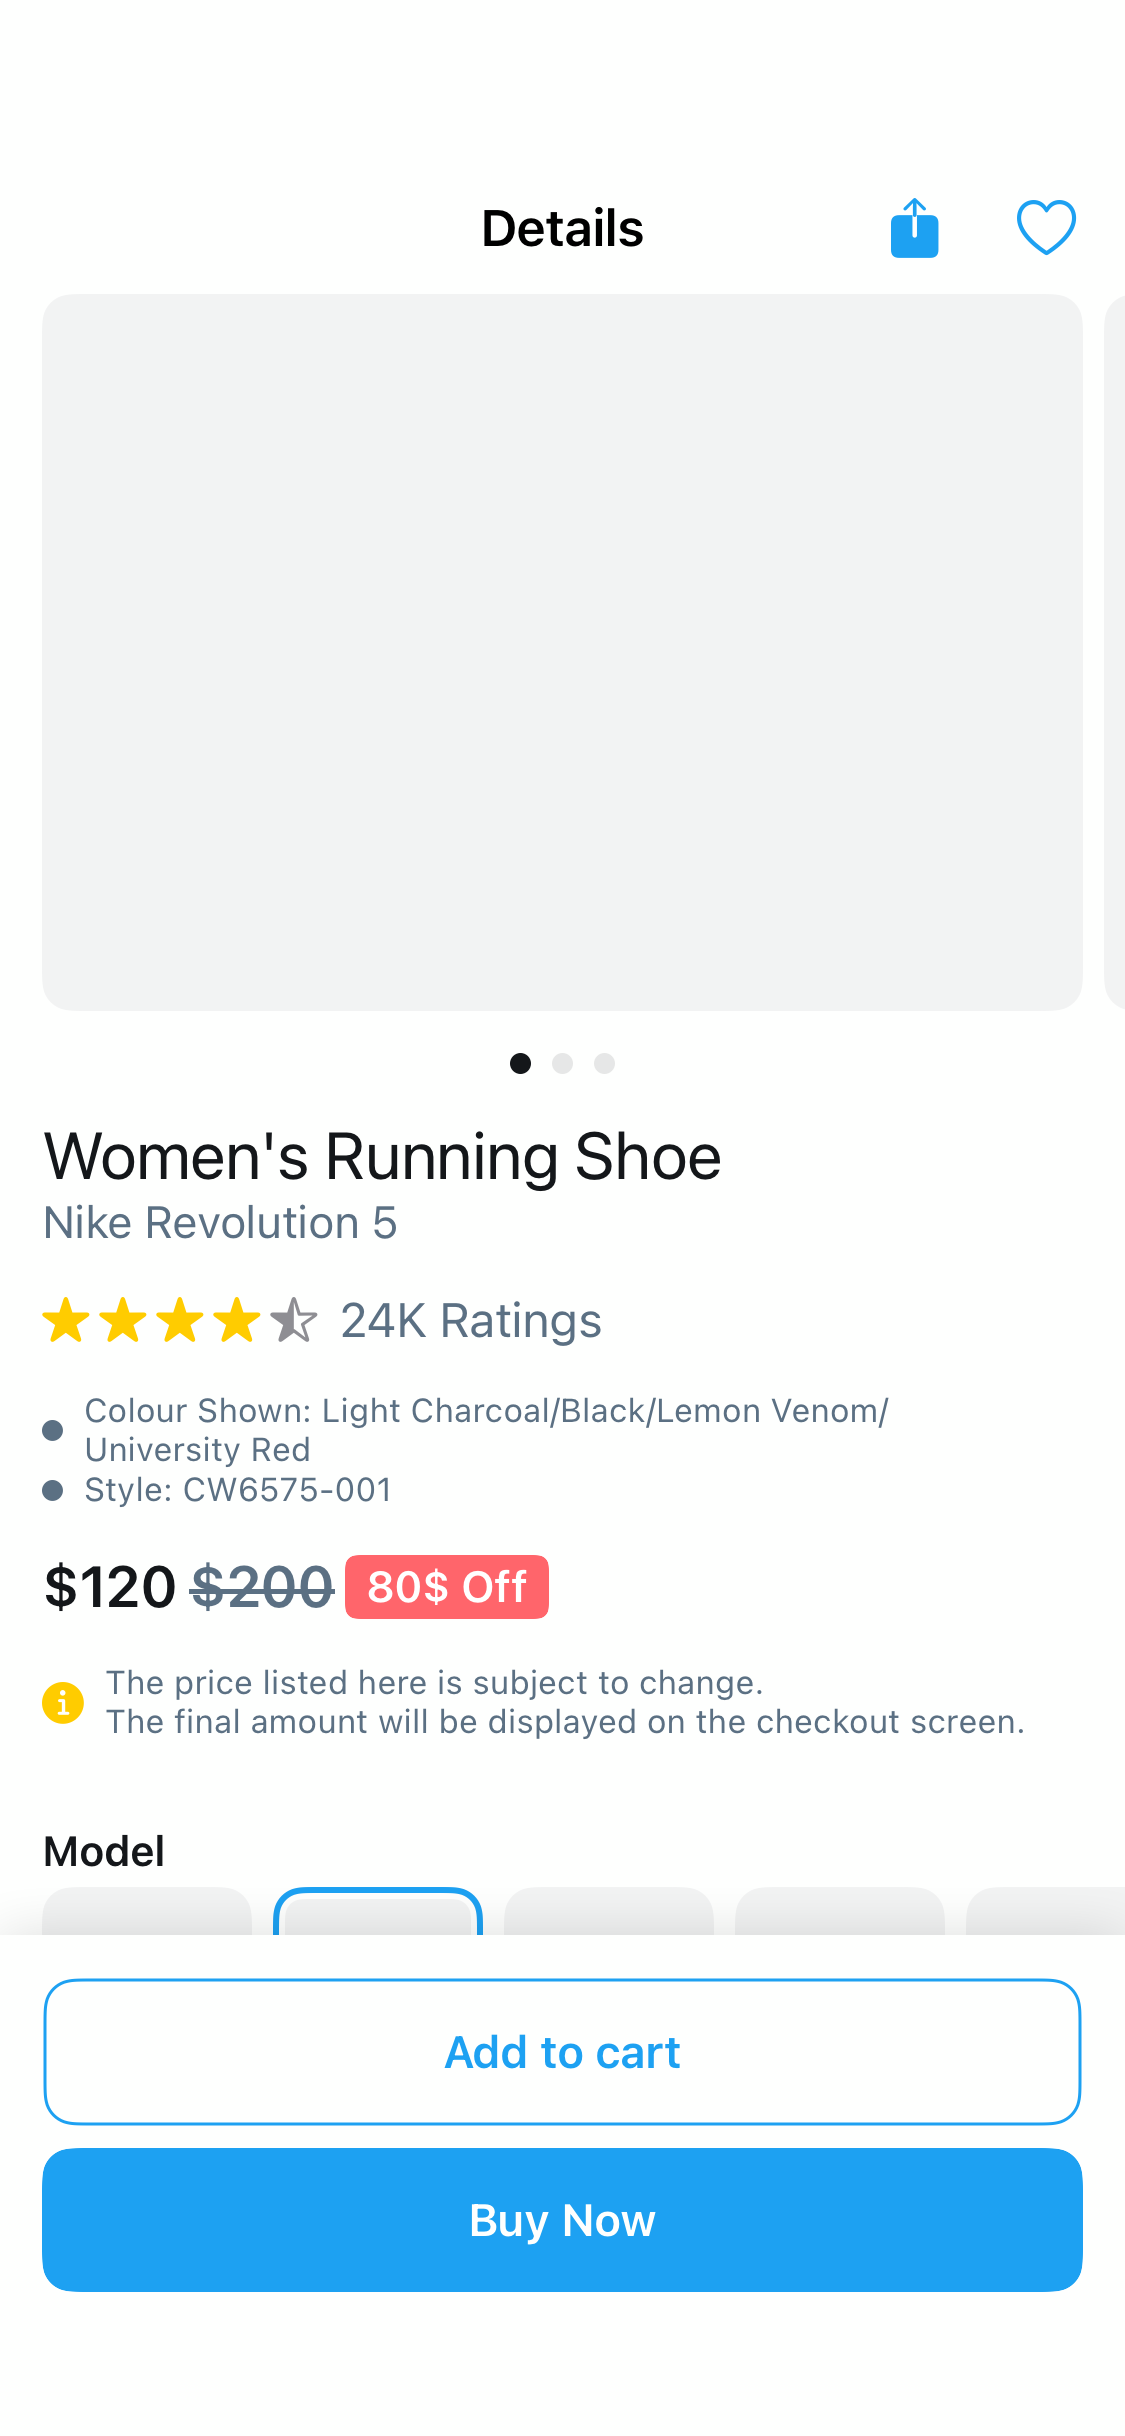 Details
Women's Running Shoe
Nike Revolution 5
24K Ratings
Colour Shown: Light Charcoal/Black/Lemon Venom/
University Red
Style: CW6575-001
$120 $200 80$ Off
The price listed here is subject to change.
The final amount will be displayed on the checkout screen.
Model
Add to cart
Buy Now